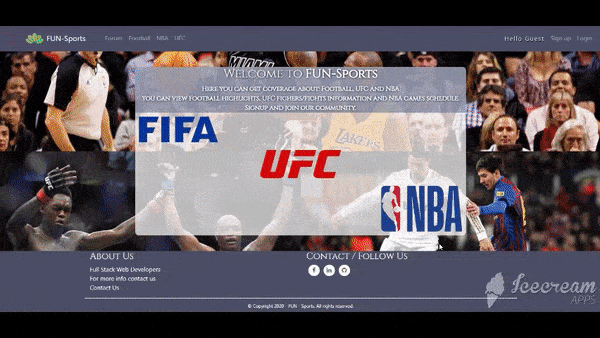 FUN-Sports Forum Football NBA UFC Hello Guest Sign up Login
Welcome to FUN-Sports
Here you can get coverage about: Football, UFC and NBA
you can view Football highlights, UFC Fighers/Fights information and NBA games schedule.
Signup and join our community.
FIFA
LAKERS
UFC
NBA
About Us
Full Stack Web Developers
For more info contact us
Contact Us
Contact / Follow Us
© Copyright 2020 FUN - Sports. All rights reserved.
Icecream
APPS